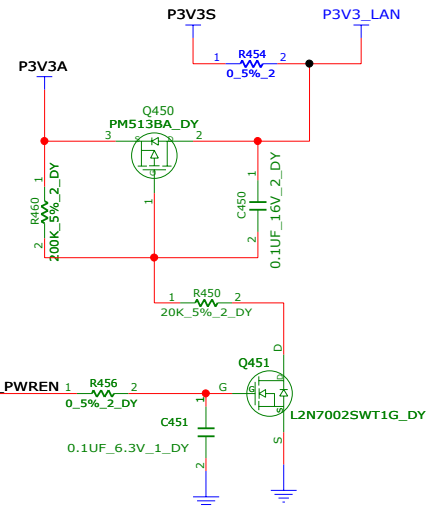 P3V3S
P3V3_LAN
R454
1
2
0_5%_2
P3V3A
Q450
PM513BA_DY
3
S
D
2
G
1
1
R460
200K_5%_2_DY
2
1
C450
0.1UF_16V_2_DY
2
R450
1
2
20K_5%_2_DY
D
Q451
D
G
G
S
L2N7002SWT1G_DY
S
_PWREN
1
R456
2
0_5%_2_DY
1
C451
0.1UF_6.3V_1_DY
2